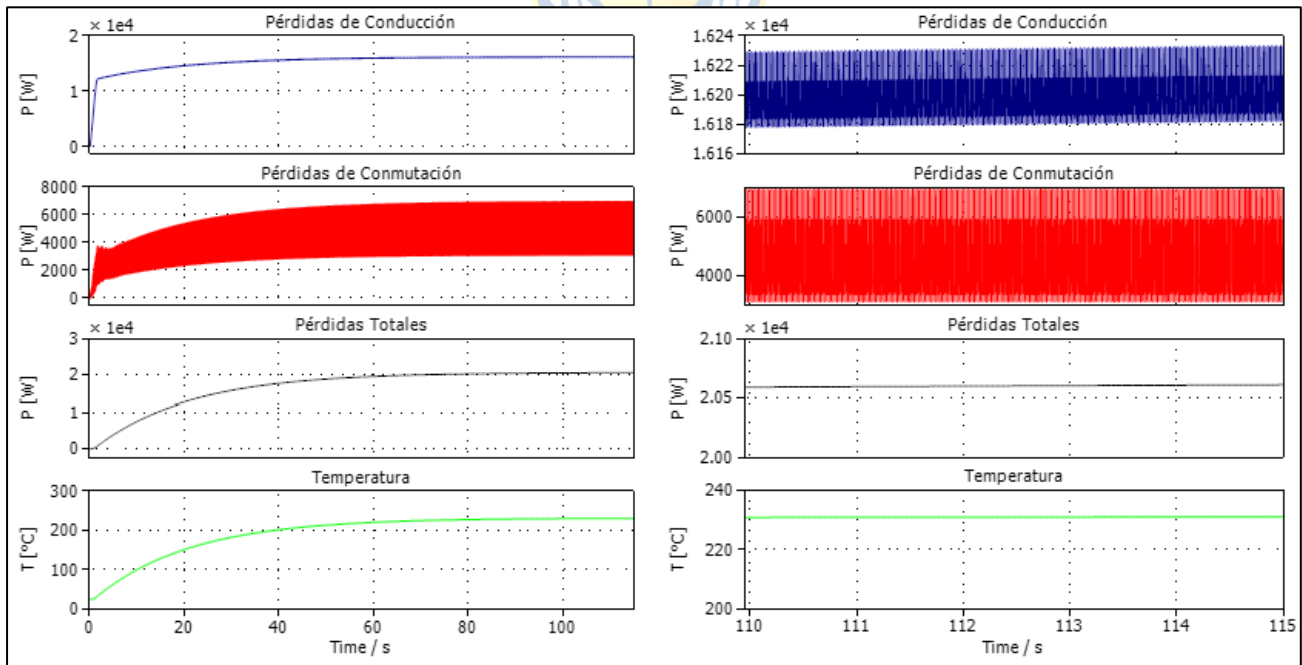 Pérdidas de Conducción
× 1e4
2
1
0
P [W]
Pérdidas de Conmutación
8000
6000
4000
2000
0
P [W]
Pérdidas Totales
× 1e4
3
2
1
0
P [W]
Temperatura
300
200
100
0
T [ºC]
0 20 40 60 80 100
Time / s
Pérdidas de Conducción
× 1e4
1.624
1.622
1.620
1.618
1.616
P [W]
Pérdidas de Conmutación
6000
4000
P [W]
Pérdidas Totales
× 1e4
2.10
2.05
2.00
P [W]
Temperatura
240
220
200
T [ºC]
110 111 112 113 114 115
Time / s